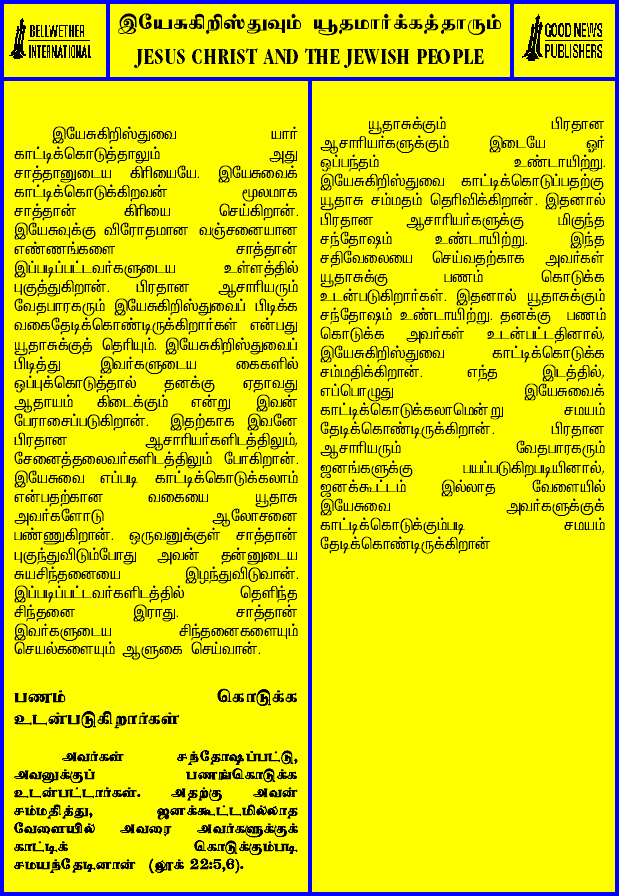 BELLWETHER
INTERNATIONAL
இயேசுகிறிஸ்துவும் யூதமார்க்கத்தாரும்
JESUS CHRIST AND THE JEWISH PEOPLE
GOOD NEWS
PUBLISHERS
இயேசுகிறிஸ்துவை யார்
காட்டிக்கொடுத்தாலும் அது
சாத்தானுடைய கிரியையே. இயேசுவைக்
காட்டிக்கொடுக்கிறவன் மூலமாக
சாத்தான் கிரியை செய்கிறான்.
இயேசுவுக்கு விரோதமான வஞ்சனையான
எண்ணங்களை சாத்தான்
இப்படிப்பட்டவர்களுடைய உள்ளத்தில்
புகுத்துகிறான். பிரதான ஆசாரியரும்
வேதபாரகரும் இயேசுகிறிஸ்துவைப் பிடிக்க
வகைதேடிக்கொண்டிருக்கிறார்கள் என்பது
யூதாசுக்குத் தெரியும். இயேசுகிறிஸ்துவைப்
பிடித்து இவர்களுடைய கைகளில்
ஒப்புக்கொடுத்தால் தனக்கு ஏதாவது
ஆதாயம் கிடைக்கும் என்று இவன்
பேராசைப்படுகிறான். இதற்காக இவனே
பிரதான ஆசாரியர்களிடத்திலும்,
சேனைத்தலைவர்களிடத்திலும் போகிறான்.
இயேசுவை எப்படி காட்டிக்கொடுக்கலாம்
என்பதற்கான வகையை யூதாசு
அவர்களோடு ஆலோசனை
பண்ணுகிறான். ஒருவனுக்குள் சாத்தான்
புகுந்துவிடும்போது அவன் தன்னுடைய
சுயசிந்தனையை இழந்துவிடுவான்.
இப்படிப்பட்டவர்களிடத்தில் தெளிந்த
சிந்தனை இராது. சாத்தான்
இவர்களுடைய சிந்தனைகளையும்
செயல்களையும் ஆளுகை செய்வான்.
பணம் கொடுக்க
உடன்படுகிறார்கள்
அவர்கள் சந்தோஷப்பட்டு,
அவனுக்குப் பணங்கொடுக்க
உடன்பட்டார்கள். அதற்கு அவன்
சம்மதித்து, ஜனக்கூட்டமில்லாத
வேளையில் அவரை அவர்களுக்குக்
காட்டிக் கொடுக்கும்படி
சமயந்தேடினான் (லூக் 22:5,6).
யூதாசுக்கும் பிரதான
ஆசாரியர்களுக்கும் இடையே ஓர்
ஒப்பந்தம் உண்டாயிற்று.
இயேசுகிறிஸ்துவை காட்டிக்கொடுப்பதற்கு
யூதாசு சம்மதம் தெரிவிக்கிறான். இதனால்
பிரதான ஆசாரியர்களுக்கு மிகுந்த
சந்தோஷம் உண்டாயிற்று. இந்த
சதிவேலையை செய்வதற்காக அவர்கள்
யூதாசுக்கு பணம் கொடுக்க
உடன்படுகிறார்கள். இதனால் யூதாசுக்கும்
சந்தோஷம் உண்டாயிற்று. தனக்கு பணம்
கொடுக்க அவர்கள் உடன்பட்டதினால்,
இயேசுகிறிஸ்துவை காட்டிக்கொடுக்க
சம்மதிக்கிறான். எந்த இடத்தில்,
எப்பொழுது இயேசுவைக்
காட்டிக்கொடுக்கலாமென்று சமயம்
தேடிக்கொண்டிருக்கிறான். பிரதான
ஆசாரியரும் வேதபாரகரும்
ஜனங்களுக்கு பயப்படுகிறபடியினால்,
ஜனக்கூட்டம் இல்லாத வேளையில்
இயேசுவை அவர்களுக்குக்
காட்டிக்கொடுக்கும்படி சமயம்
தேடிக்கொண்டிருக்கிறான்